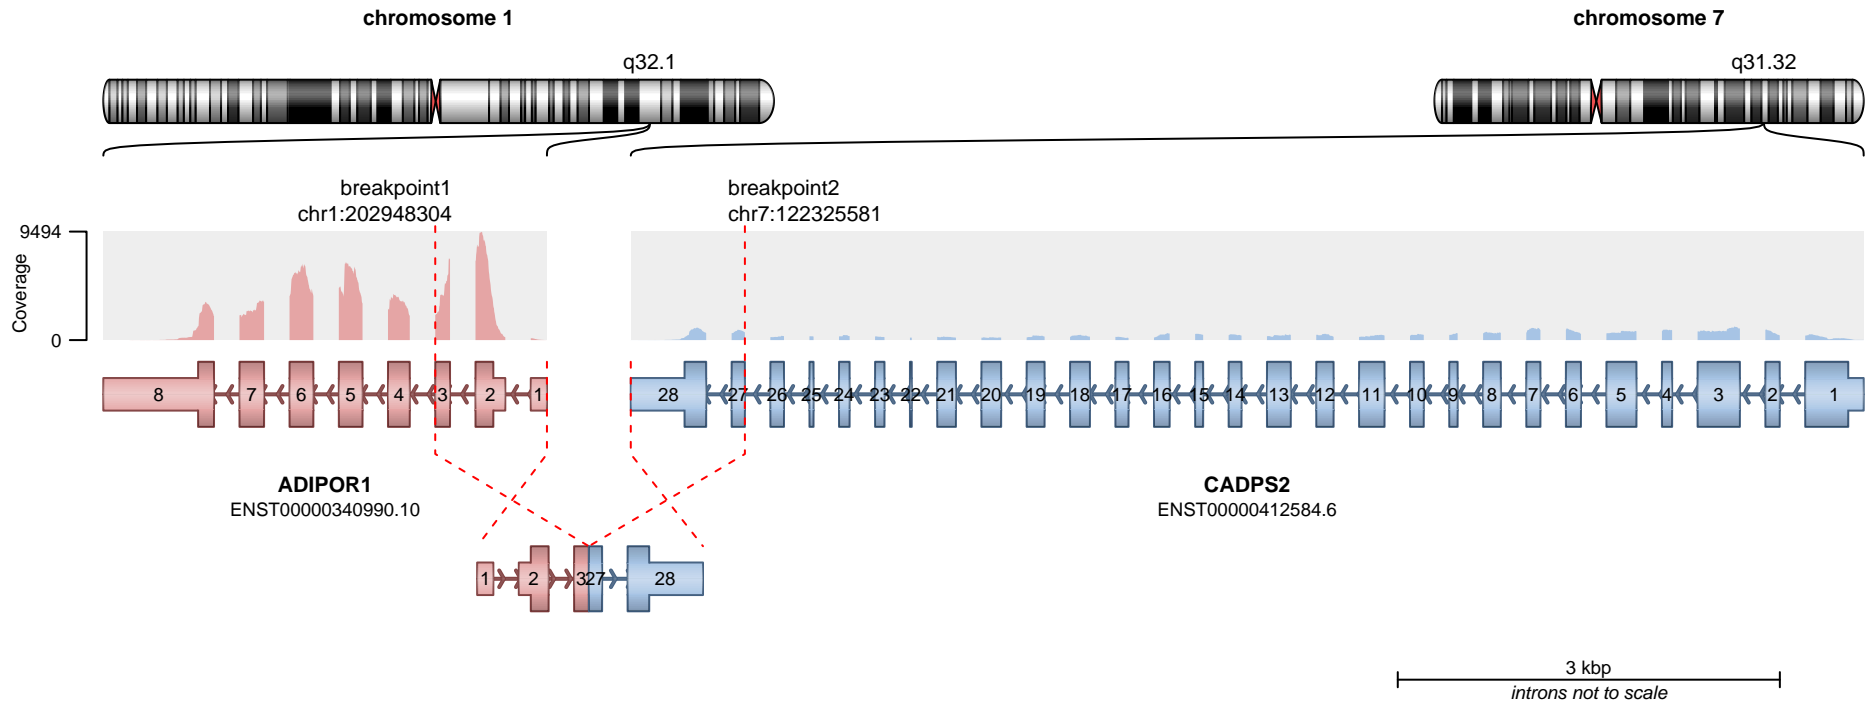 chromosome 1
chromosome 7
q32.1
q31.32
breakpoint1
chr1:202948304
breakpoint2
chr7:122325581
9494
Coverage
0
8 7 6 5 4 3 2 1
28 27 26 25 24 23 22 21 20 19 18 17 16 15 14 13 12 11 10 9 8 7 6 5 4 3 2 1
ADIPOR1
ENST00000340990.10
CADPS2
ENST00000412584.6
1 2 3 27 28
3 kbp
introns not to scale